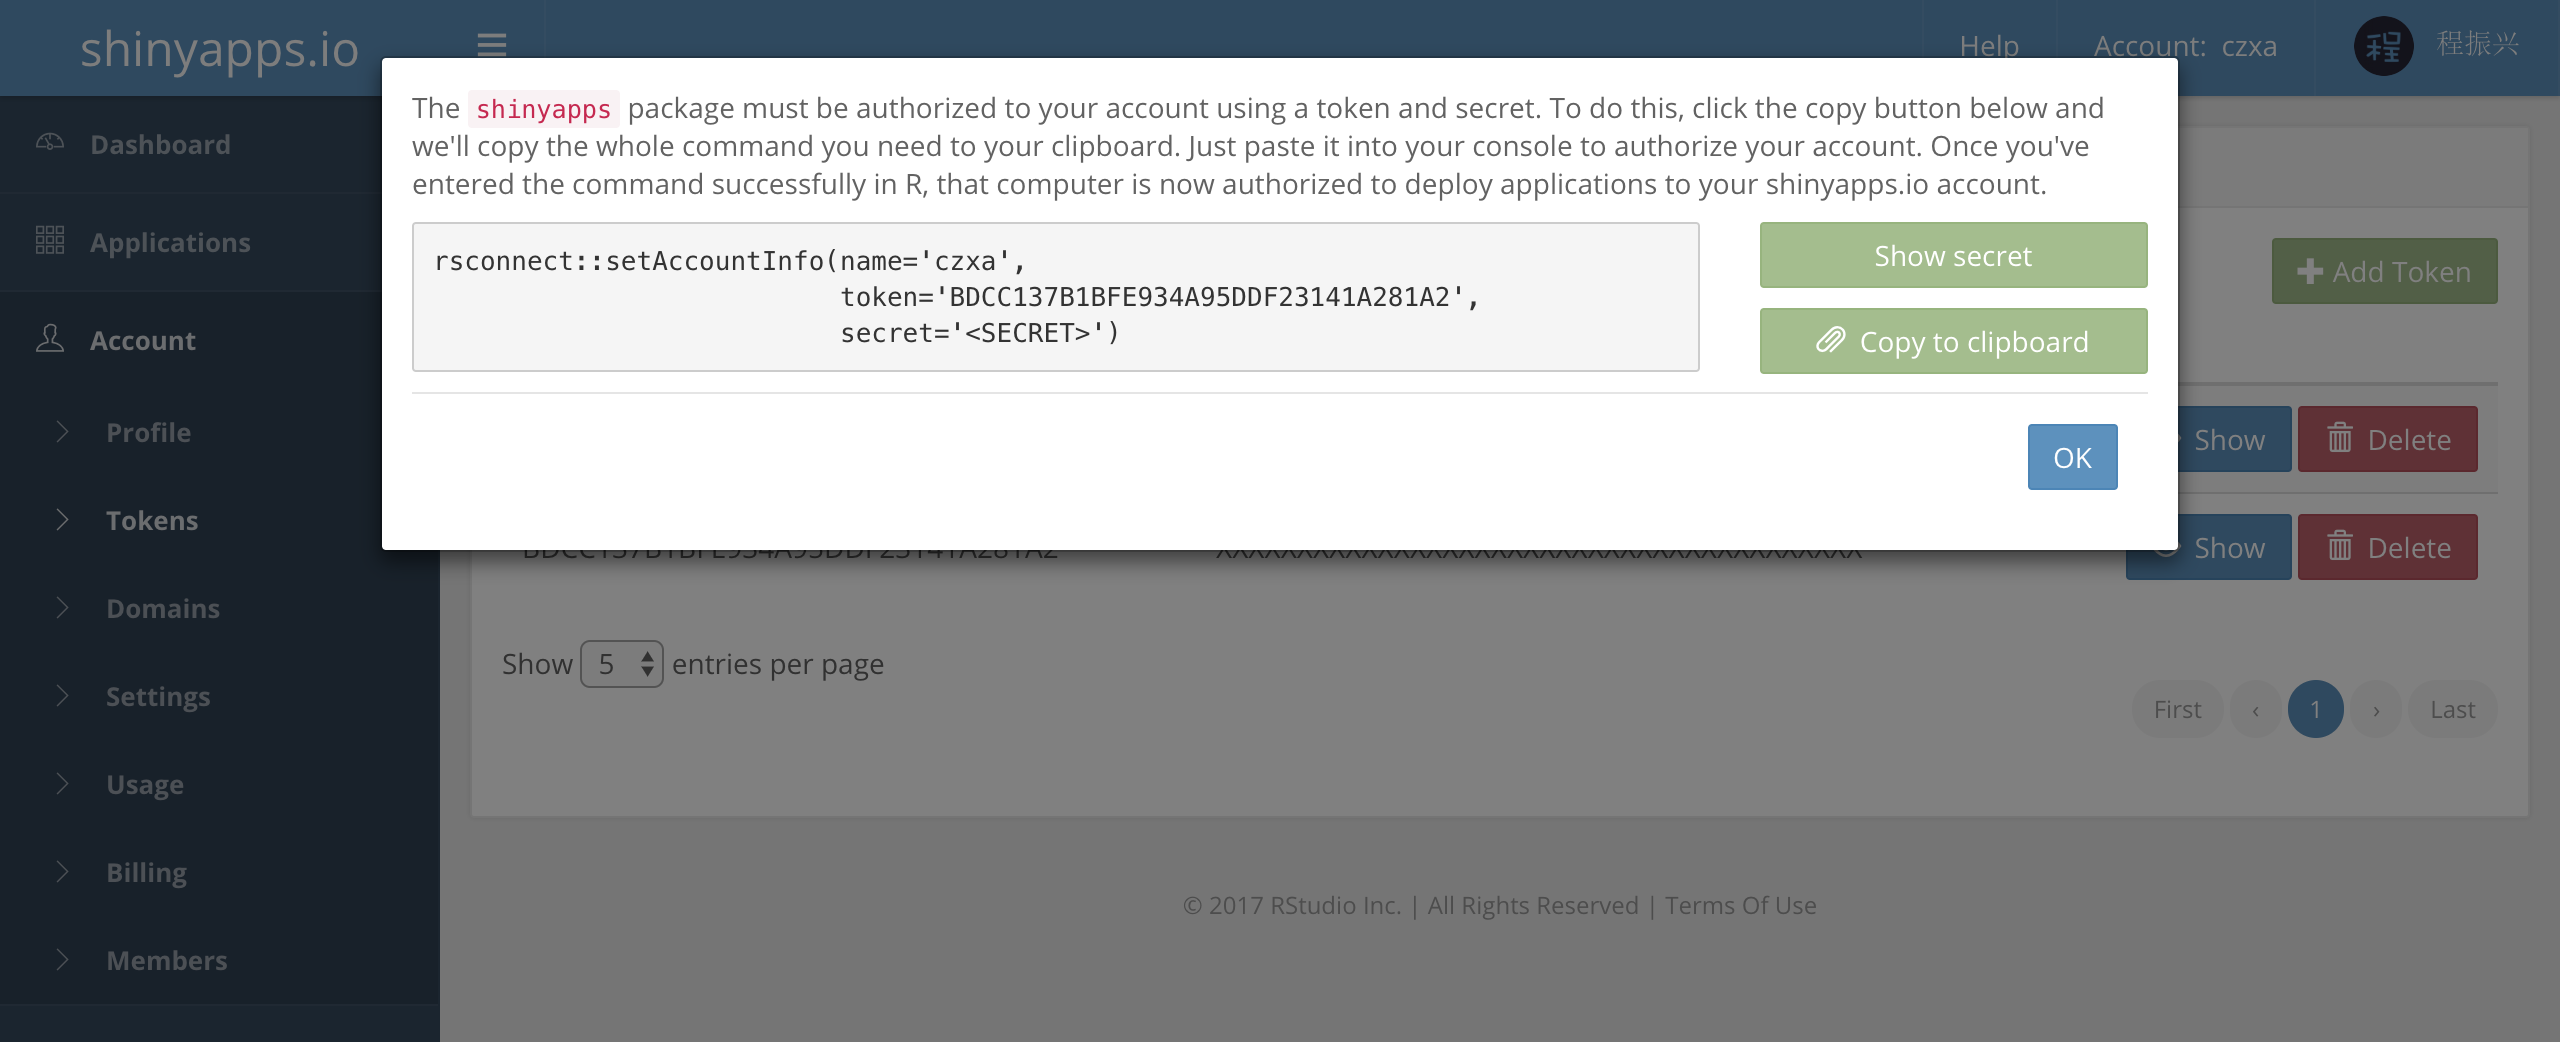 shinyapps.io
Help
Account: czxa
程
程振兴
Dashboard
Applications
Account
Profile
Tokens
Domains
Settings
Usage
Billing
Members
The shinyapps package must be authorized to your account using a token and secret. To do this, click the copy button below and
we'll copy the whole command you need to your clipboard. Just paste it into your console to authorize your account. Once you've
entered the command successfully in R, that computer is now authorized to deploy applications to your shinyapps.io account.
rsconnect::setAccountInfo(name='czxa',
token='BDCC137B1BFE934A95DDF23141A281A2',
secret='<SECRET>')
Show secret
Copy to clipboard
OK
Add Token
Show
Delete
BDCC137B1BFE934A95DDF23141A281A2
Show
Delete
Show 5 entries per page
First ‹ 1 › Last
© 2017 RStudio Inc. | All Rights Reserved | Terms Of Use